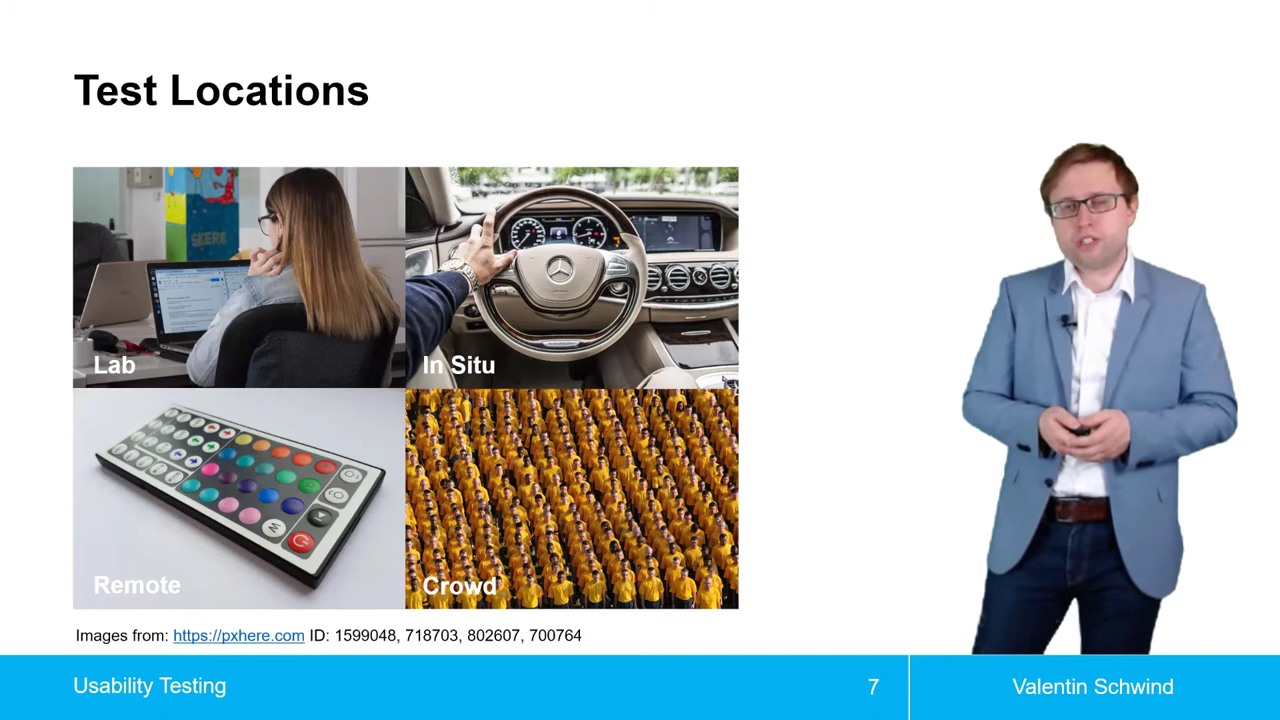 Test Locations
Lab
In Situ
Remote
Crowd
Images from: https://pxhere.com ID: 1599048, 718703, 802607, 700764
Usability Testing
7
Valentin Schwind